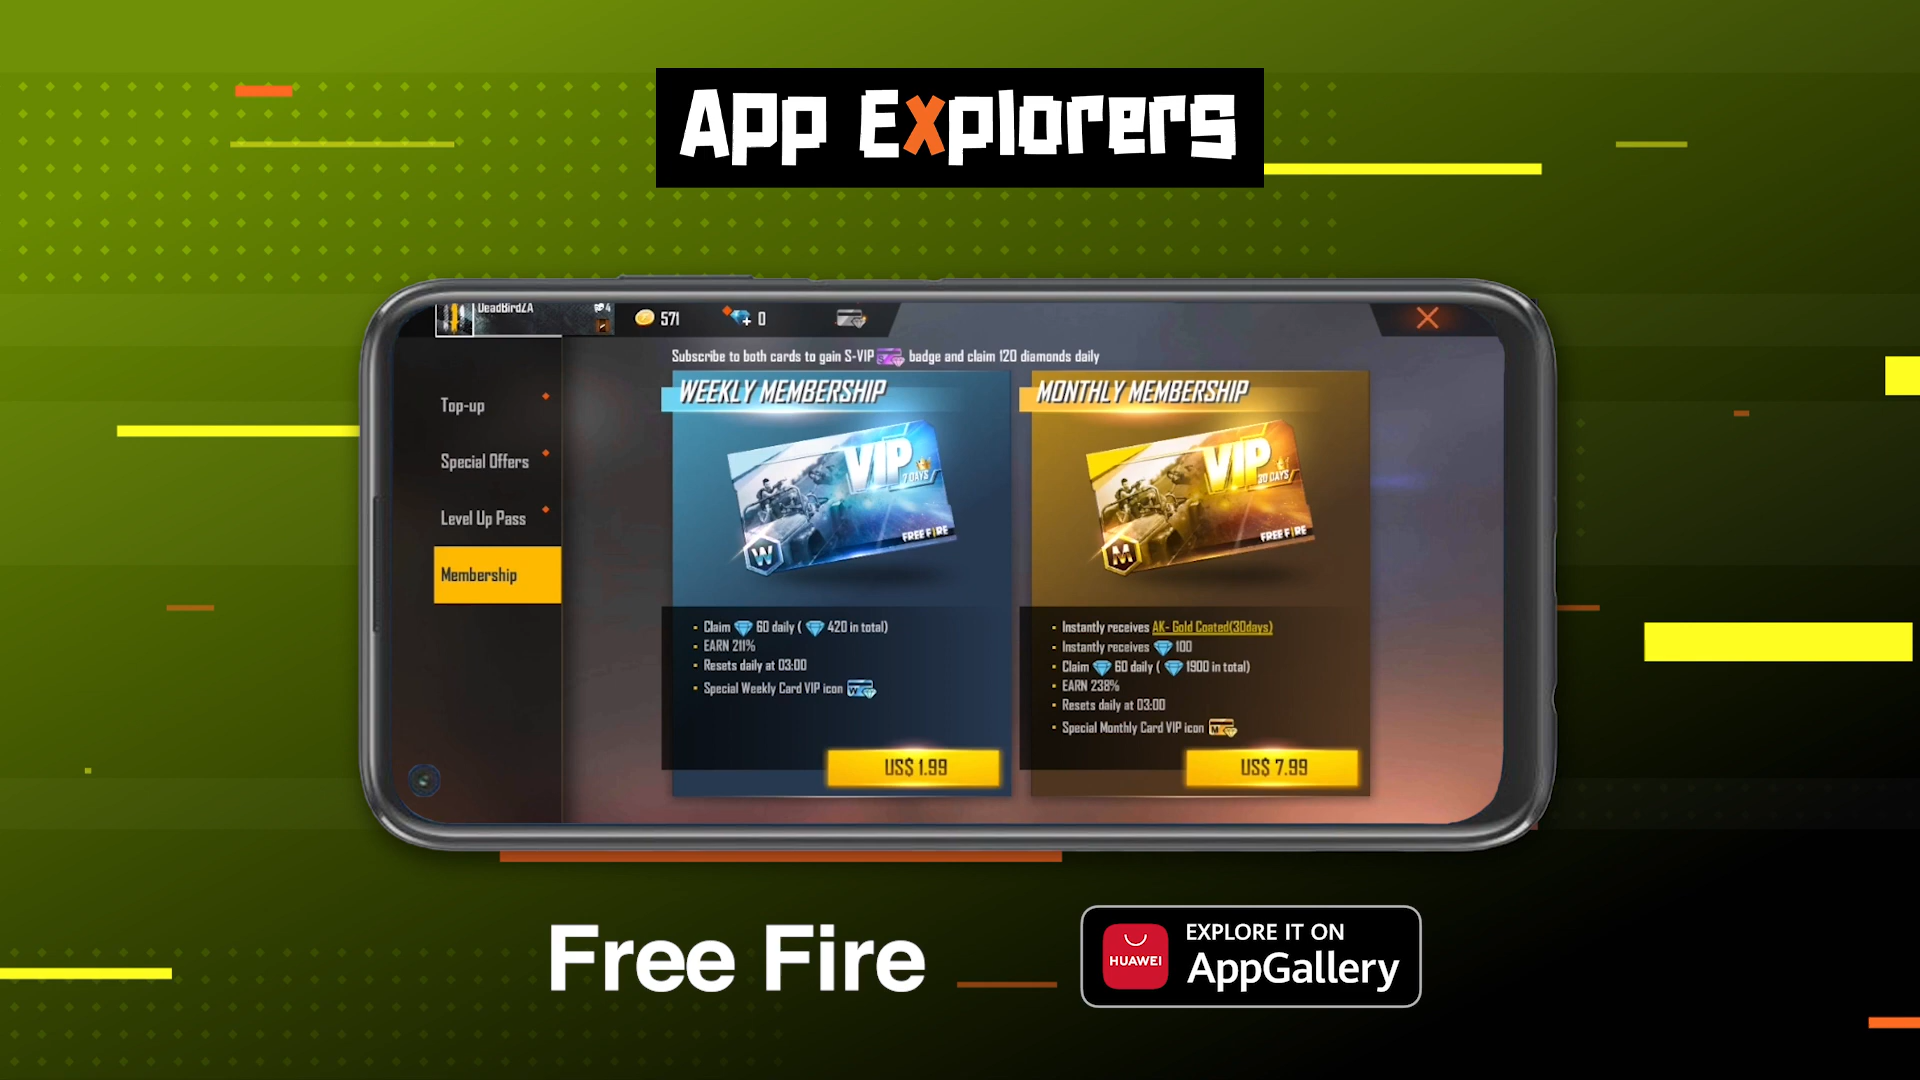 App Explorers
DeadBirdZA
4
571
0
Subscribe to both cards to gain S-VIP badge and claim 120 diamonds daily
Top-up
Special Offers
Level Up Pass
Membership
WEEKLY MEMBERSHIP
VIP
7 DAYS
W
FREE FIRE
Claim 60 daily ( 420 in total)
EARN 211%
Resets daily at 03:00
Special Weekly Card VIP icon
US$ 1.99
MONTHLY MEMBERSHIP
VIP
30 DAYS
M
FREE FIRE
Instantly receives AK- Gold Coated(30days)
Instantly receives 100
Claim 60 daily ( 1900 in total)
EARN 238%
Resets daily at 03:00
Special Monthly Card VIP icon
US$ 7.99
Free Fire
HUAWEI
EXPLORE IT ON
AppGallery